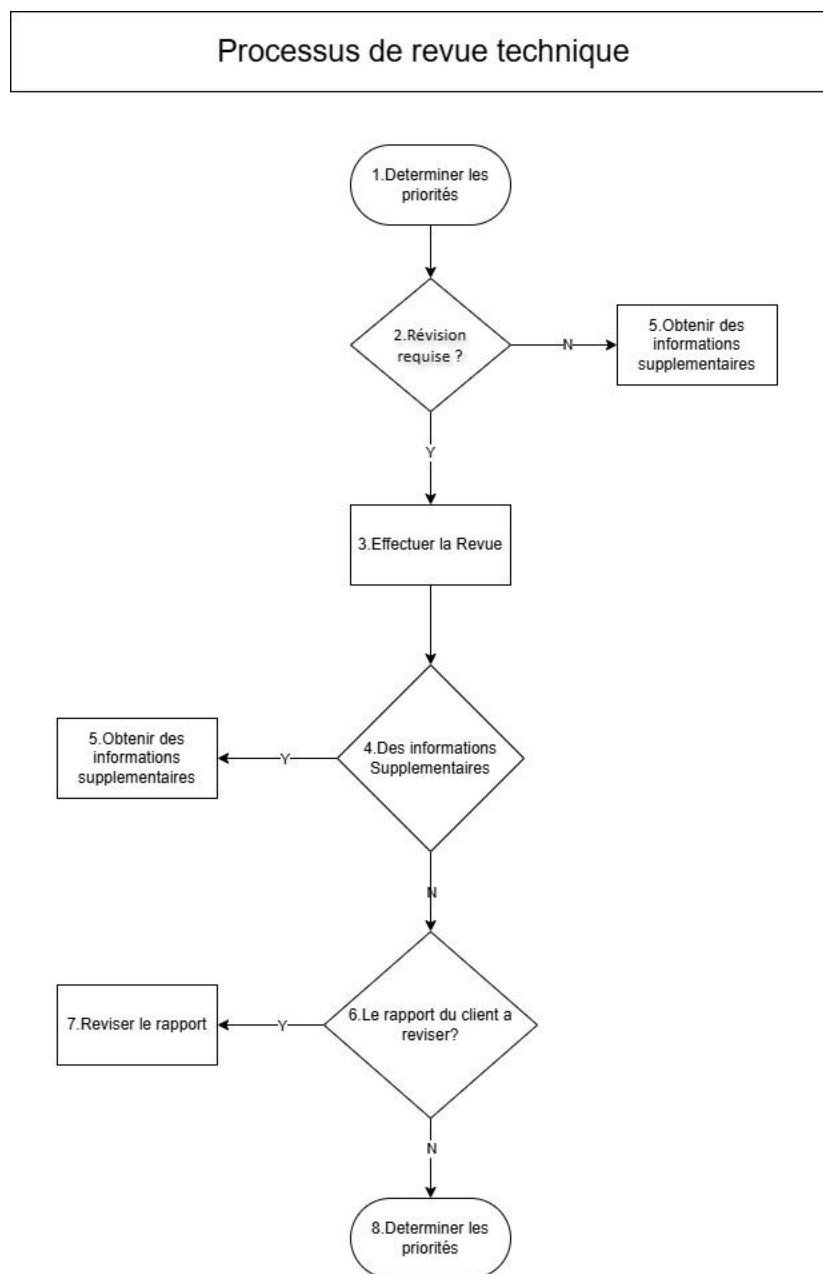 Processus de revue technique
1.Determiner les
priorités
2.Révision
requise ?
N
5.Obtenir des
informations
supplementaires
Y
3.Effectuer la Revue
5.Obtenir des
informations
supplementaires
Y
4.Des informations
Supplementaires
N
7.Reviser le rapport
Y
6.Le rapport du client a
reviser?
N
8.Determiner les
priorités